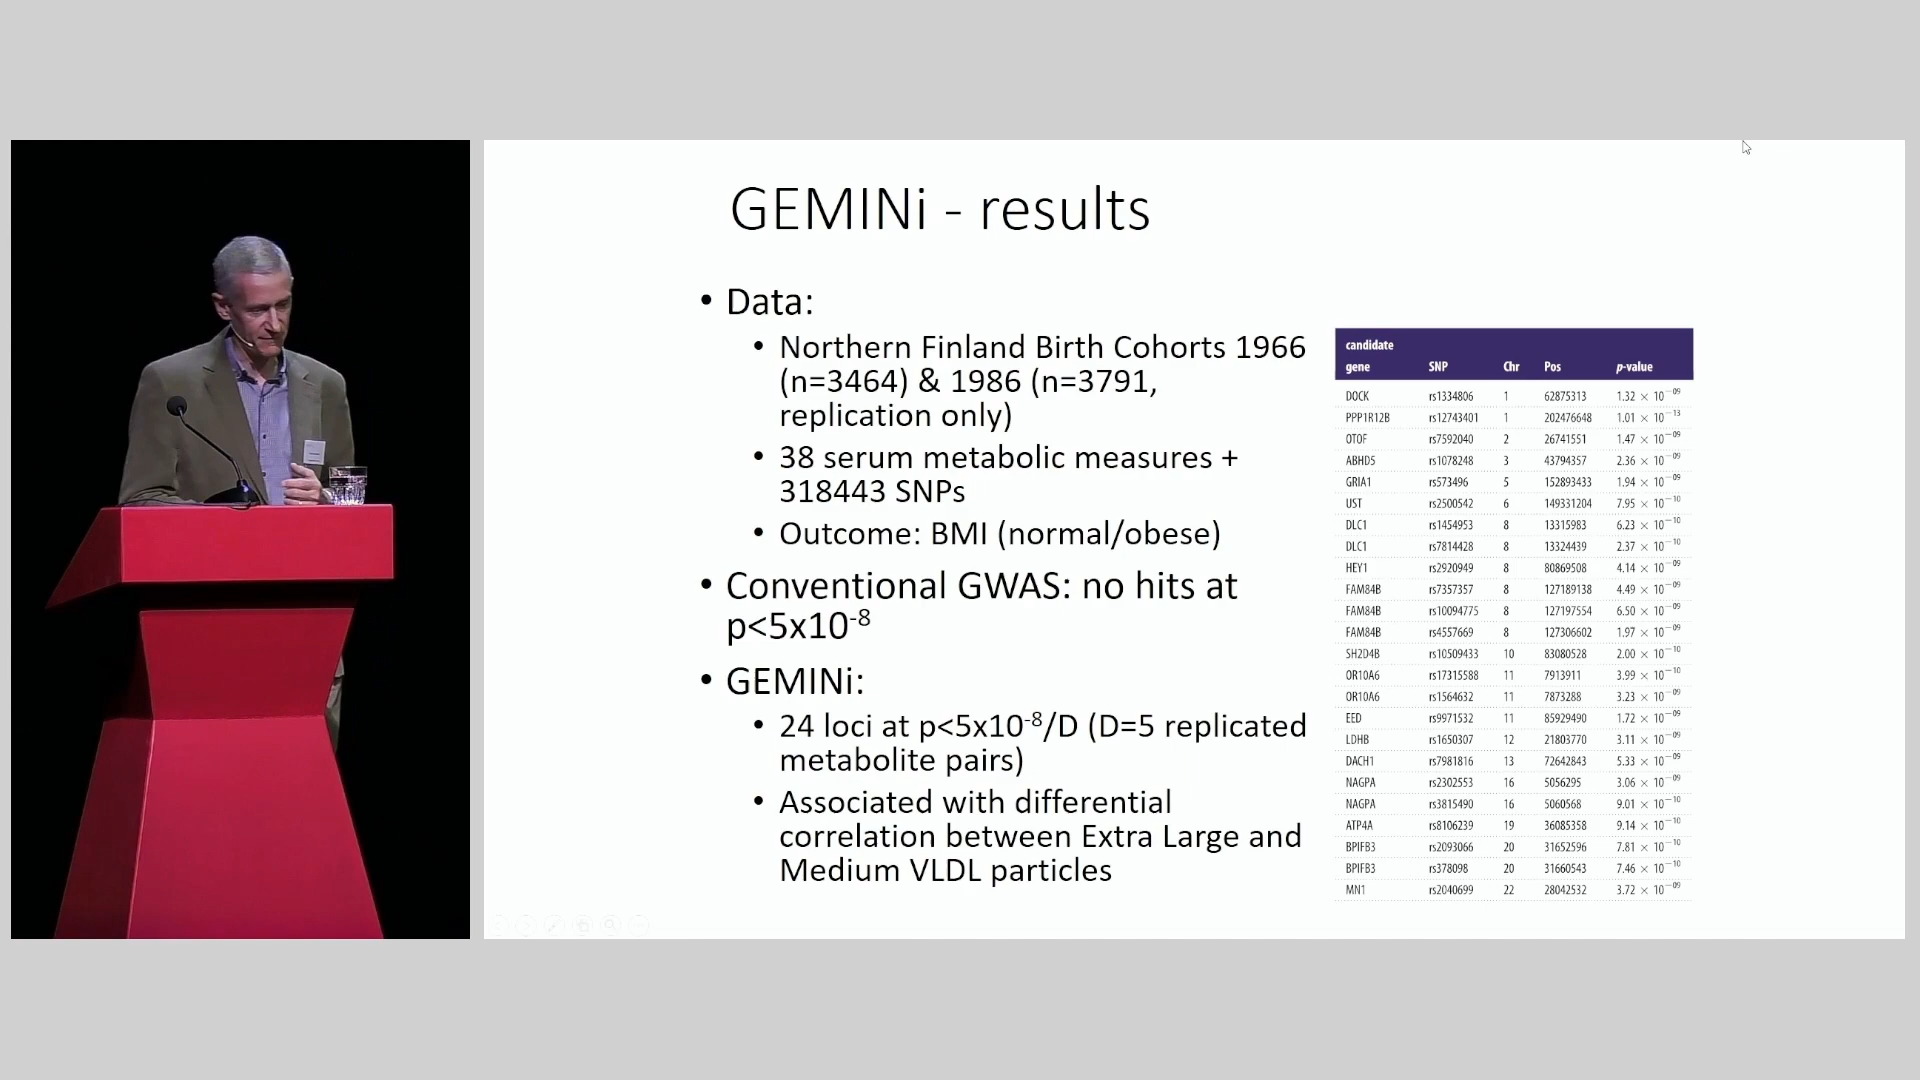 GEMINi - results
• Data:
• Northern Finland Birth Cohorts 1966
(n=3464) & 1986 (n=3791,
replication only)
• 38 serum metabolic measures +
318443 SNPs
• Outcome: BMI (normal/obese)
• Conventional GWAS: no hits at
p<5x10⁻⁸
• GEMINi:
• 24 loci at p<5x10⁻⁸/D (D=5 replicated
metabolite pairs)
• Associated with differential
correlation between Extra Large and
Medium VLDL particles
candidate
gene SNP Chr Pos p-value
DOCK rs1334806 1 62875313 1.32 × 10⁻⁰⁹
PPP1R12B rs12743401 1 202476648 1.01 × 10⁻¹³
OTOF rs7592040 2 26741551 1.47 × 10⁻⁰⁹
ABHD5 rs1078248 3 43794357 2.36 × 10⁻⁰⁹
GRIA1 rs573496 5 152893433 1.94 × 10⁻⁰⁹
UST rs2500542 6 149331204 7.95 × 10⁻¹⁰
DLC1 rs1454953 8 13315983 6.23 × 10⁻¹⁰
DLC1 rs7814428 8 13324439 2.37 × 10⁻¹⁰
HEY1 rs2920949 8 80869508 4.14 × 10⁻⁰⁹
FAM84B rs7357357 8 127189138 4.49 × 10⁻⁰⁹
FAM84B rs10094775 8 127197554 6.50 × 10⁻⁰⁹
FAM84B rs4557669 8 127306602 1.97 × 10⁻⁰⁹
SH2D4B rs10509433 10 83080528 2.00 × 10⁻¹⁰
OR10A6 rs17315588 11 7913911 3.99 × 10⁻¹⁰
OR10A6 rs1564632 11 7873288 3.23 × 10⁻⁰⁹
EED rs9971532 11 85929490 1.72 × 10⁻⁰⁹
LDHB rs1650307 12 21803770 3.11 × 10⁻⁰⁹
DACH1 rs7981816 13 72642843 5.33 × 10⁻⁰⁹
NAGPA rs2302553 16 5056295 3.06 × 10⁻⁰⁹
NAGPA rs3815490 16 5060568 9.01 × 10⁻¹⁰
ATP4A rs8106239 19 36085358 9.14 × 10⁻¹⁰
BPIFB3 rs2093066 20 31652596 7.81 × 10⁻¹⁰
BPIFB3 rs378098 20 31660543 7.46 × 10⁻¹⁰
MN1 rs2040699 22 28042532 3.72 × 10⁻⁰⁹